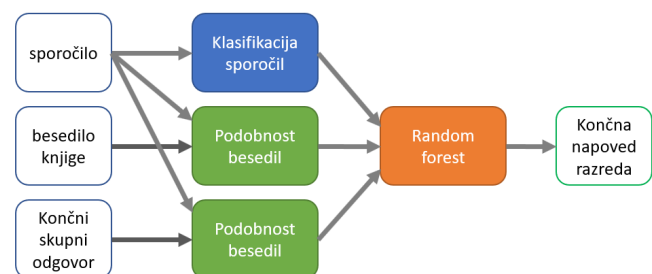 sporočilo
Klasifikacija
sporočil
besedilo
knjige
Podobnost
besedil
Random
forest
Končna
napoved
razreda
Končni
skupni
odgovor
Podobnost
besedil